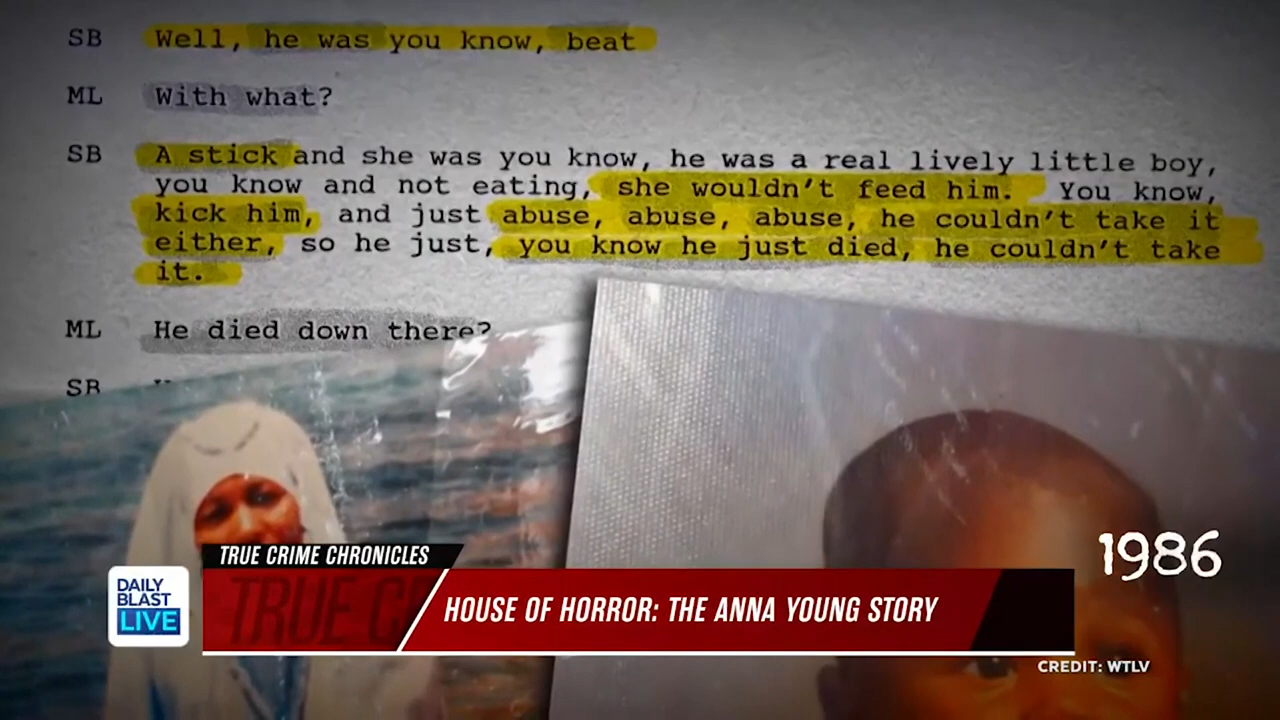 SB Well, he was you know, beat
ML With what?
SB A stick and she was you know, he was a real lively little boy,
you know and not eating, she wouldn't feed him. You know,
kick him, and just abuse, abuse, abuse, he couldn't take it
either, so he just, you know he just died, he couldn't take
it.
ML He died down there?
SB
1986
TRUE CRIME CHRONICLES
DAILY
BLAST
LIVE
TRUE C
HOUSE OF HORROR: THE ANNA YOUNG STORY
CREDIT: WTLV